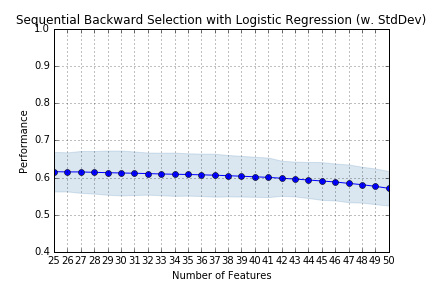 Sequential Backward Selection with Logistic Regression (w. StdDev)
1.0
0.9
0.8
0.7
0.6
0.5
0.4
Performance
25 26 27 28 29 30 31 32 33 34 35 36 37 38 39 40 41 42 43 44 45 46 47 48 49 50
Number of Features